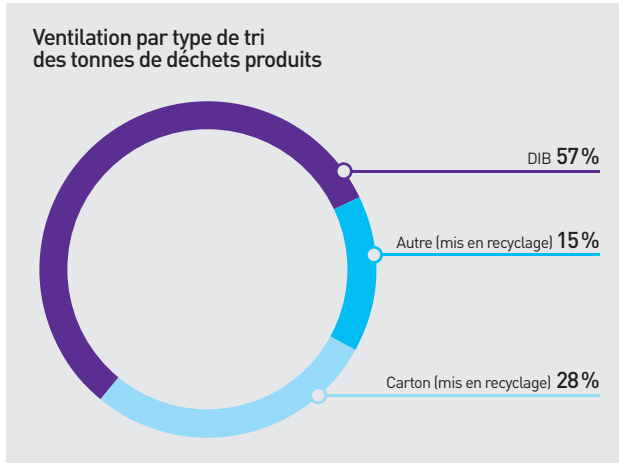 Ventilation par type de tri
des tonnes de déchets produits
DIB 57 %
Autre (mis en recyclage) 15 %
Carton (mis en recyclage) 28 %